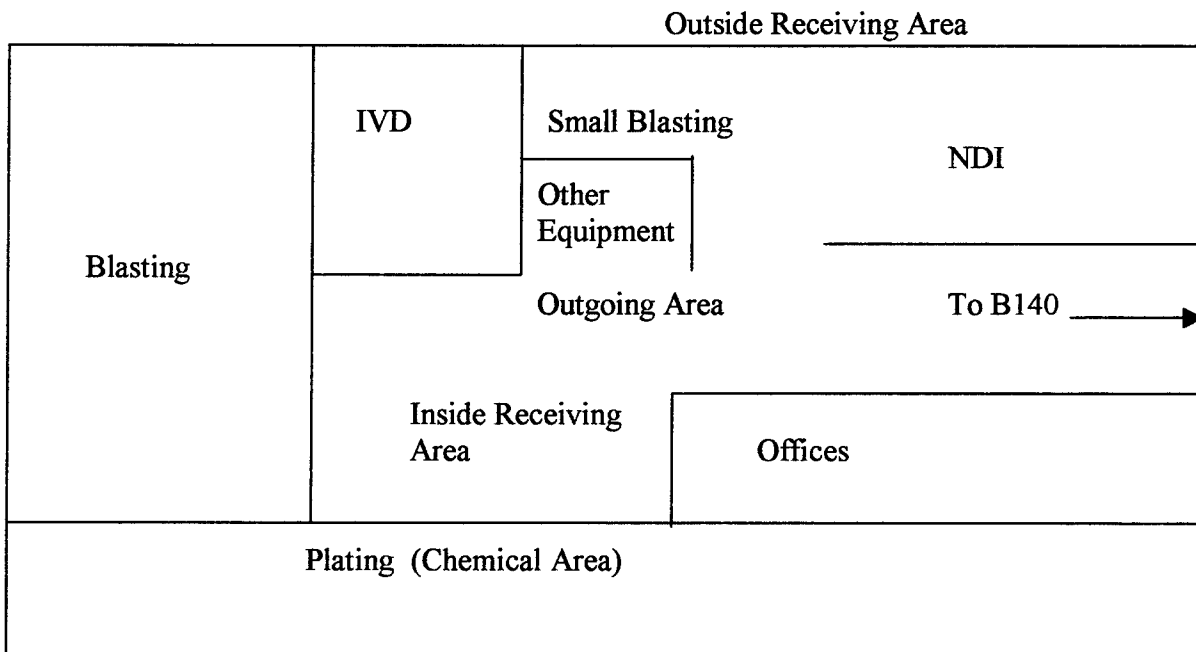 Outside Receiving Area
IVD
Small Blasting
NDI
Other
Equipment
Blasting
Outgoing Area
To B140
Inside Receiving
Area
Offices
Plating (Chemical Area)